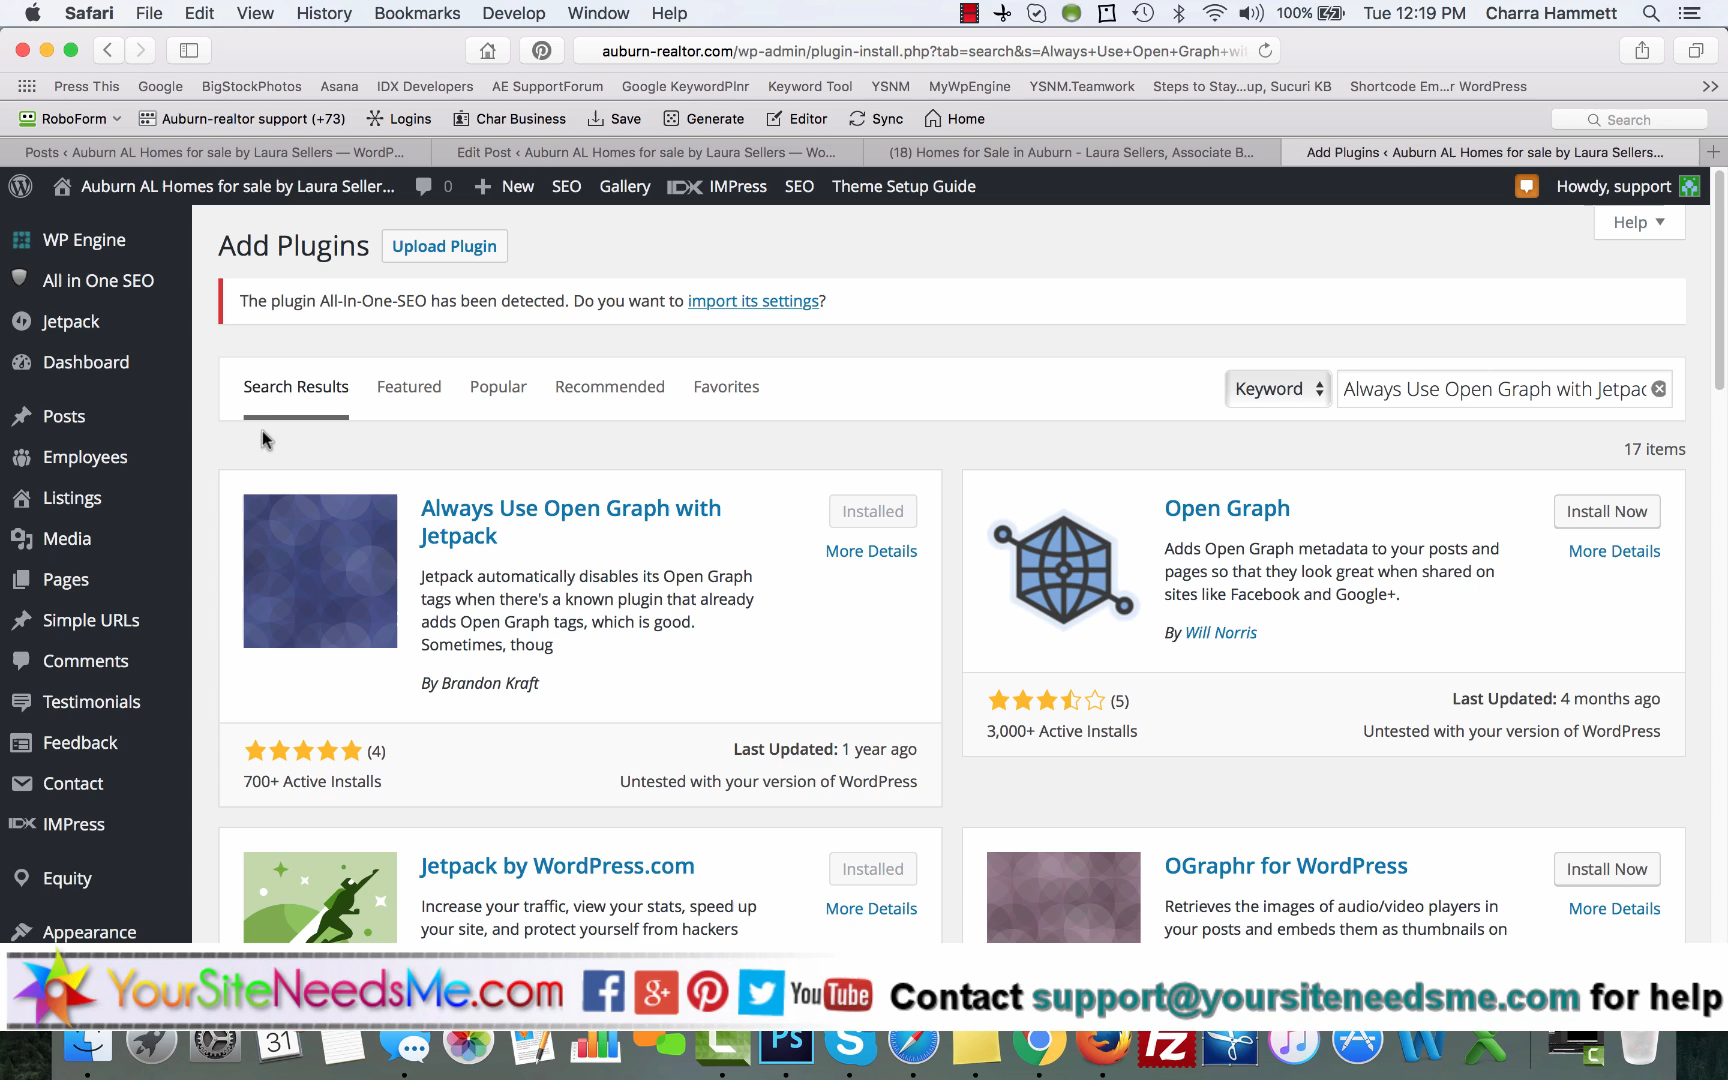 Safari File Edit View History Bookmarks Develop Window Help 100% Tue 12:19 PM Charra Hammett
auburn-realtor.com/wp-admin/plugin-install.php?tab=search&s=Always+Use+Open+Graph+wi
Press This Google BigStockPhotos Asana IDX Developers AE SupportForum Google KeywordPlnr Keyword Tool YSNM MyWpEngine YSNM.Teamwork Steps to Stay...up, Sucuri KB Shortcode Em...r WordPress
RoboForm Auburn-realtor support (+73) Logins Char Business Save Generate Editor Sync Home Search
Posts ‹ Auburn AL Homes for sale by Laura Sellers — WordP... Edit Post ‹ Auburn AL Homes for sale by Laura Sellers — Wo... (18) Homes for Sale in Auburn - Laura Sellers, Associate B... Add Plugins ‹ Auburn AL Homes for sale by Laura Sellers...
Auburn AL Homes for sale by Laura Seller... 0 New SEO Gallery IDX IMPress SEO Theme Setup Guide Howdy, support
Help
WP Engine
All in One SEO
Jetpack
Dashboard
Posts
Employees
Listings
Media
Pages
Simple URLs
Comments
Testimonials
Feedback
Contact
IDX IMPress
Equity
Appearance
Add Plugins Upload Plugin
The plugin All-In-One-SEO has been detected. Do you want to import its settings?
Search Results Featured Popular Recommended Favorites Keyword Always Use Open Graph with Jetpac
17 items
Always Use Open Graph with
Jetpack
Installed
More Details
Jetpack automatically disables its Open Graph
tags when there's a known plugin that already
adds Open Graph tags, which is good.
Sometimes, thoug
By Brandon Kraft
(4)
700+ Active Installs
Last Updated: 1 year ago
Untested with your version of WordPress
Open Graph
Install Now
More Details
Adds Open Graph metadata to your posts and
pages so that they look great when shared on
sites like Facebook and Google+.
By Will Norris
(5)
3,000+ Active Installs
Last Updated: 4 months ago
Untested with your version of WordPress
Jetpack by WordPress.com
Installed
More Details
Increase your traffic, view your stats, speed up
your site, and protect yourself from hackers
OGraphr for WordPress
Install Now
More Details
Retrieves the images of audio/video players in
your posts and embeds them as thumbnails on
YourSiteNeedsMe.com f g+ You Tube Contact support@yoursiteneedsme.com for help
31 Ps S FZ W X C